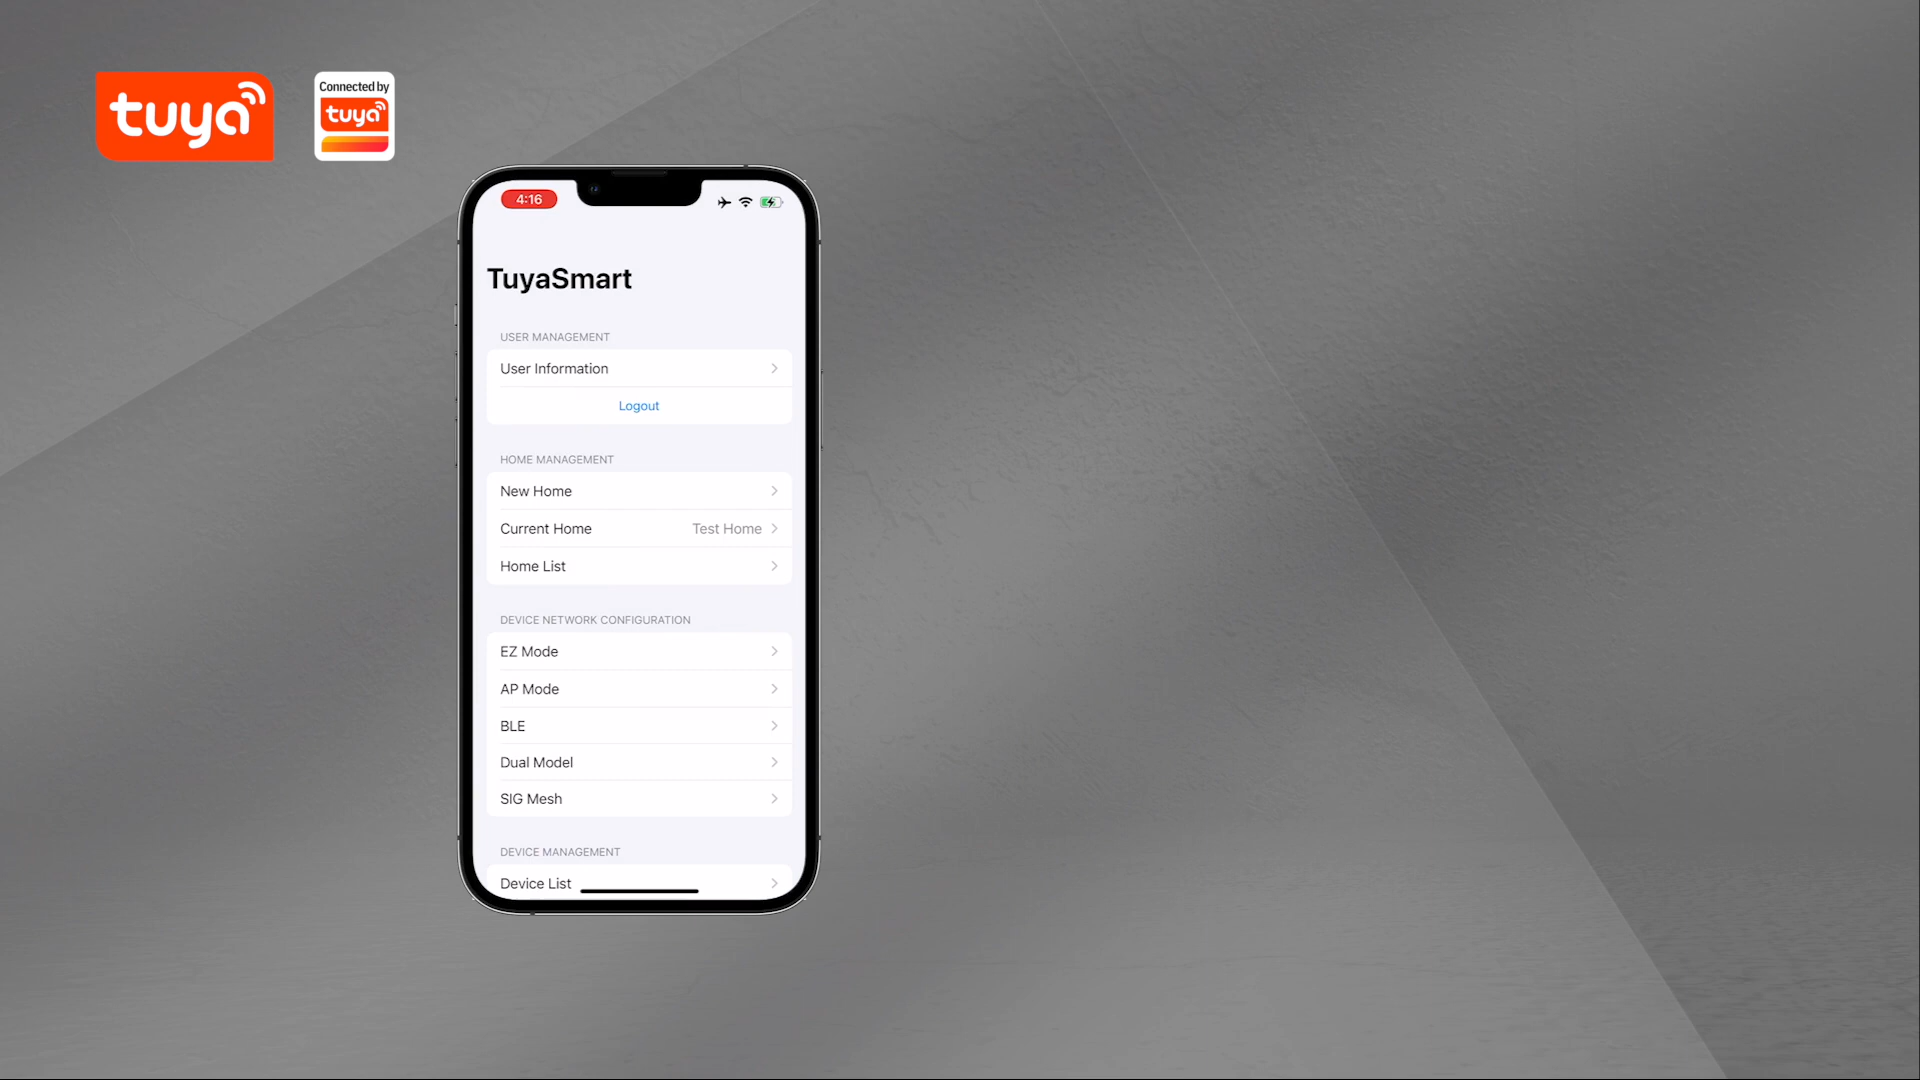 tuya
Connected by
tuya
4:16
TuyaSmart
USER MANAGEMENT
User Information
Logout
HOME MANAGEMENT
New Home
Current Home Test Home
Home List
DEVICE NETWORK CONFIGURATION
EZ Mode
AP Mode
BLE
Dual Model
SIG Mesh
DEVICE MANAGEMENT
Device List